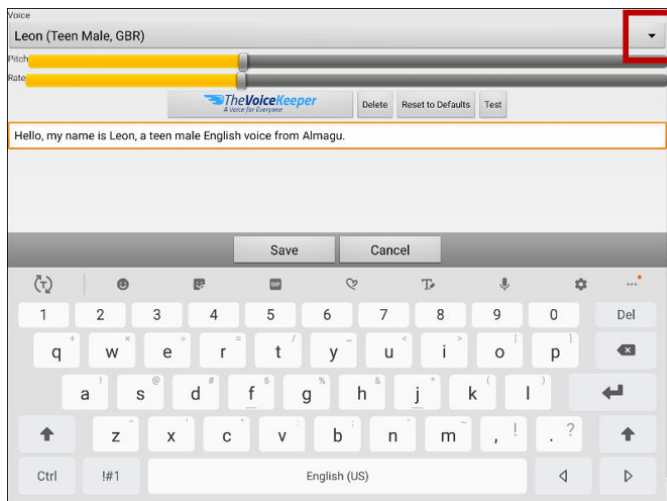 Voice
Leon (Teen Male, GBR)
Pitch
Rate
TheVoiceKeeper
A Voice for Everyone
Delete
Reset to Defaults
Test
Hello, my name is Leon, a teen male English voice from Almagu.
Save
Cancel
T GIF T
1 2 3 4 5 6 7 8 9 0 Del
+ × ÷ = / _ < > [ ]
q w e r t y u i o p
! @ # $ % & * ( )
a s d f g h j k l
z x c v b n m , ! . ?
Ctrl !#1 English (US)